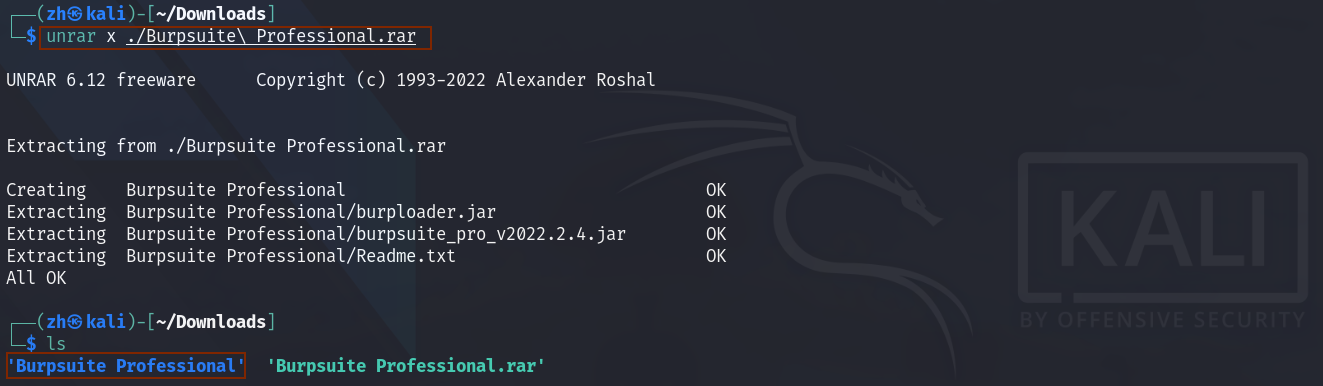 ┌──(zh㉿kali)-[~/Downloads]
└─$ unrar x ./Burpsuite\ Professional.rar
UNRAR 6.12 freeware      Copyright (c) 1993-2022 Alexander Roshal
Extracting from ./Burpsuite Professional.rar
Creating    Burpsuite Professional                                    OK
Extracting  Burpsuite Professional/burploader.jar                     OK
Extracting  Burpsuite Professional/burpsuite_pro_v2022.2.4.jar        OK
Extracting  Burpsuite Professional/Readme.txt                         OK
All OK
┌──(zh㉿kali)-[~/Downloads]
└─$ ls
'Burpsuite Professional'  'Burpsuite Professional.rar'
KALI
BY OFFENSIVE SECURITY